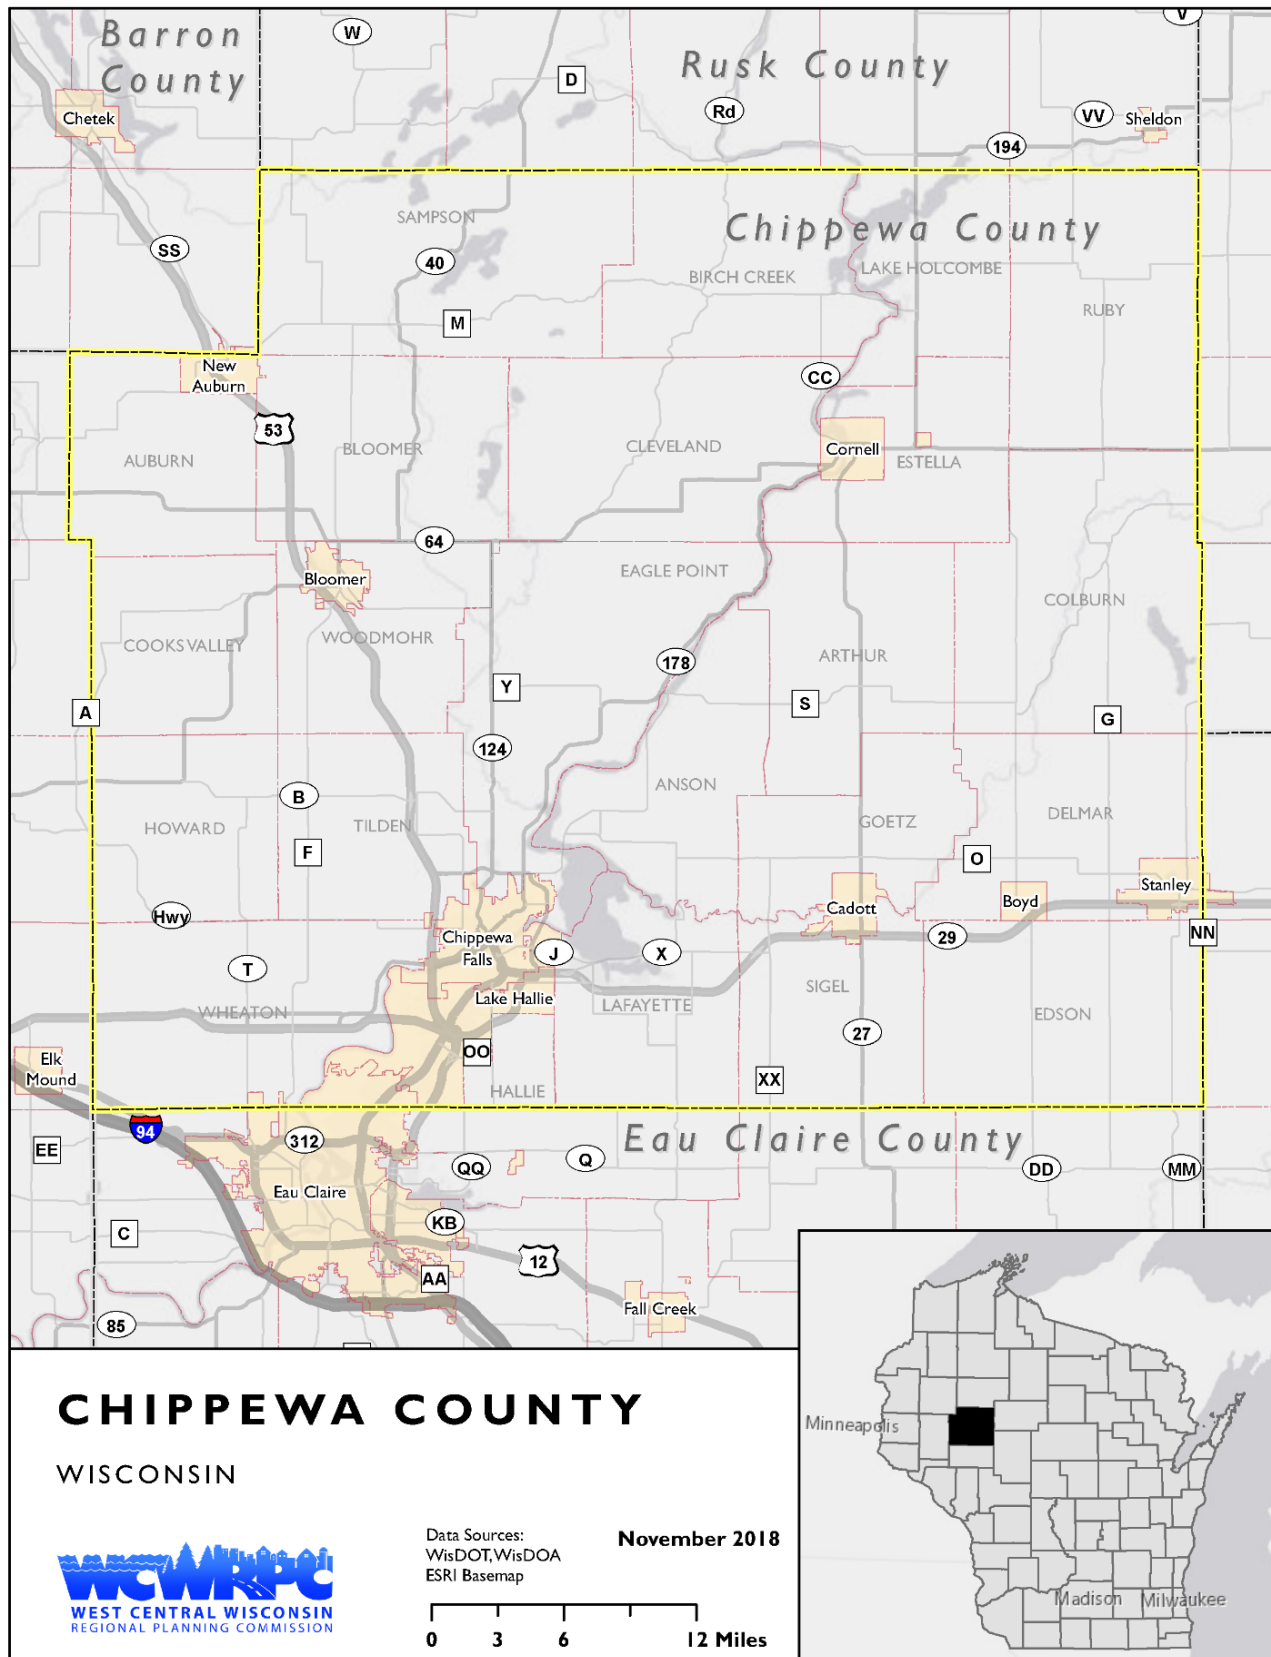 Barron
County
W
Rusk County
V
D
Chetek
Rd
VV
Sheldon
194
SAMPSON
Chippewa County
SS
40
BIRCH CREEK
LAKE HOLCOMBE
RUBY
M
New
Auburn
CC
53
AUBURN
BLOOMER
CLEVELAND
Cornell
ESTELLA
64
Bloomer
EAGLE POINT
COLBURN
COOKS VALLEY
WOODMOHR
178
ARTHUR
A
Y
S
G
124
B
ANSON
HOWARD
TILDEN
GOETZ
DELMAR
F
O
Stanley
Hwy
Cadott
Boyd
Chippewa
Falls
J
X
29
NN
T
Lake Hallie
LAFAYETTE
SIGEL
WHEATON
EDSON
27
OO
Elk
Mound
HALLIE
XX
94
312
Eau Claire County
EE
QQ
Q
DD
MM
Eau Claire
C
KB
12
AA
Fall Creek
85
CHIPPEWA COUNTY
WISCONSIN
Data Sources:
WisDOT, WisDOA
ESRI Basemap
November 2018
WCWRPC
WEST CENTRAL WISCONSIN
REGIONAL PLANNING COMMISSION
0 3 6 12 Miles
Minneapolis
Madison
Milwaukee